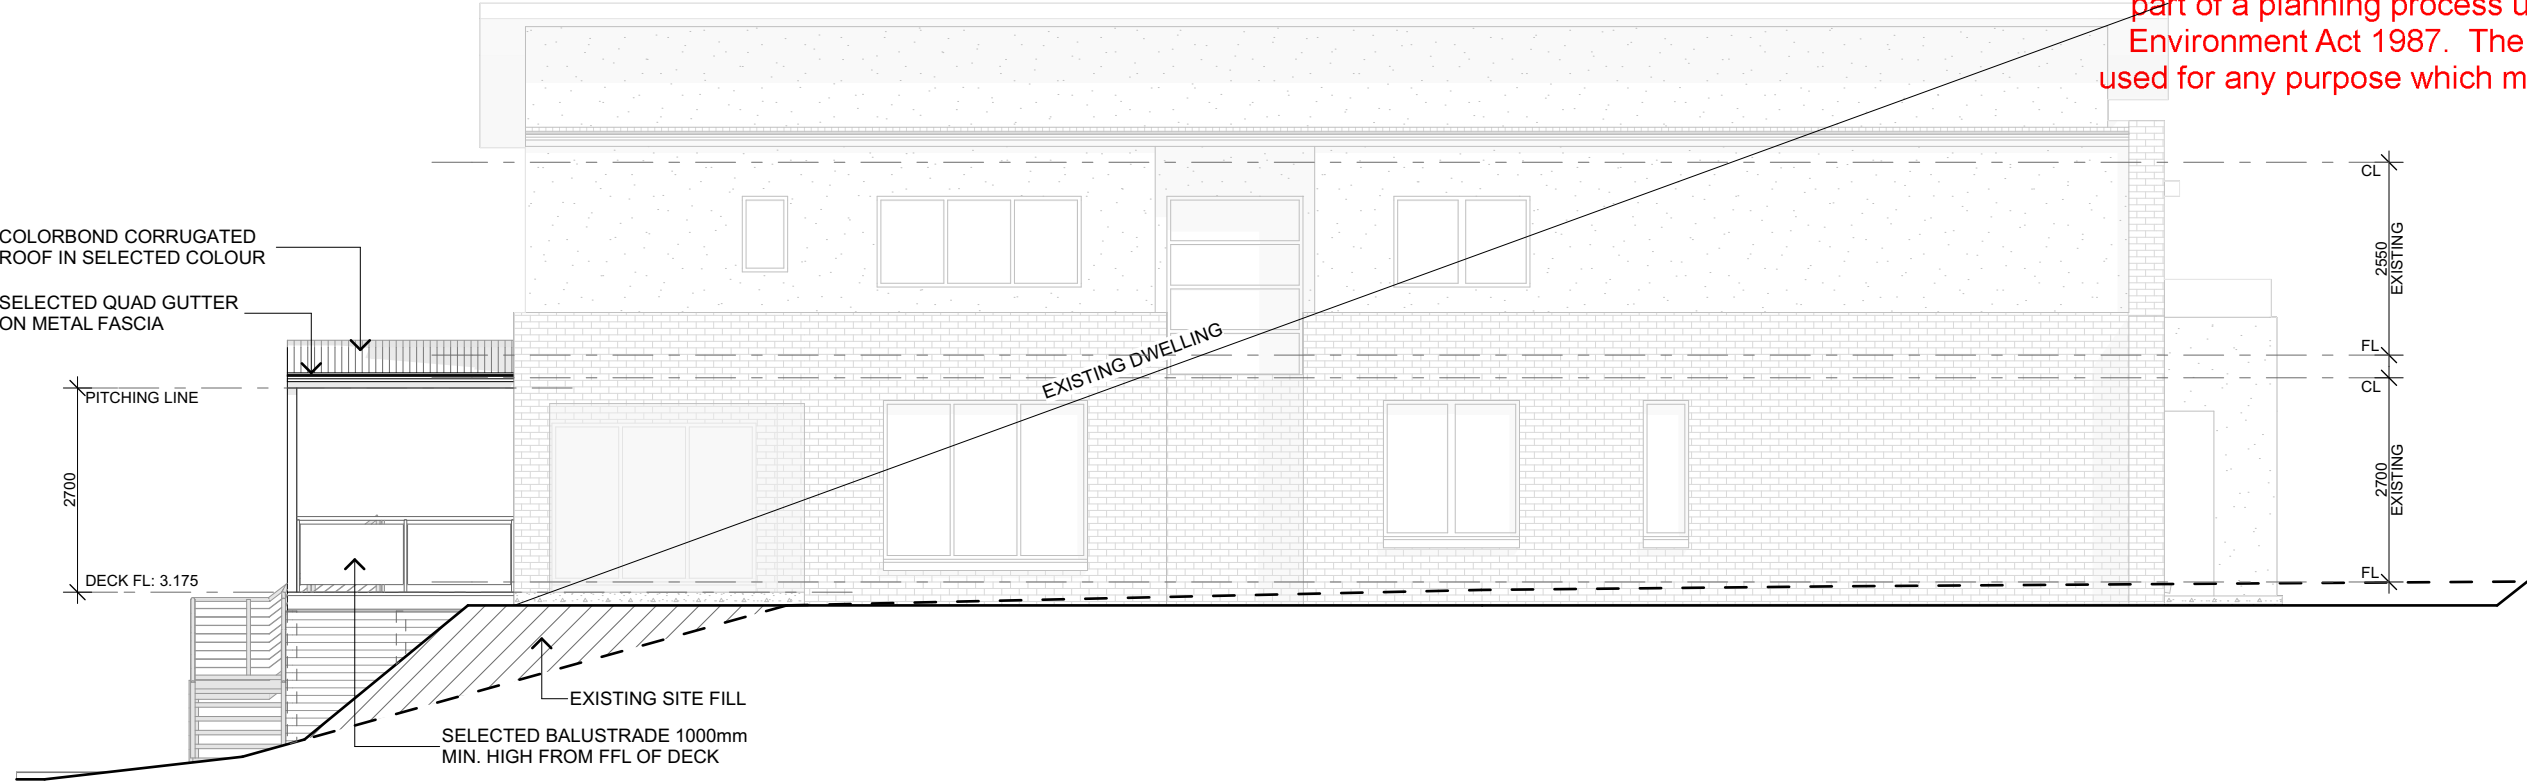 part of a planning process u
Environment Act 1987. The
used for any purpose which m
CL
2550
EXISTING
COLORBOND CORRUGATED
ROOF IN SELECTED COLOUR
SELECTED QUAD GUTTER
ON METAL FASCIA
EXISTING DWELLING
FL
CL
PITCHING LINE
2700
2700
EXISTING
DECK FL: 3.175
FL
EXISTING SITE FILL
SELECTED BALUSTRADE 1000mm
MIN. HIGH FROM FFL OF DECK